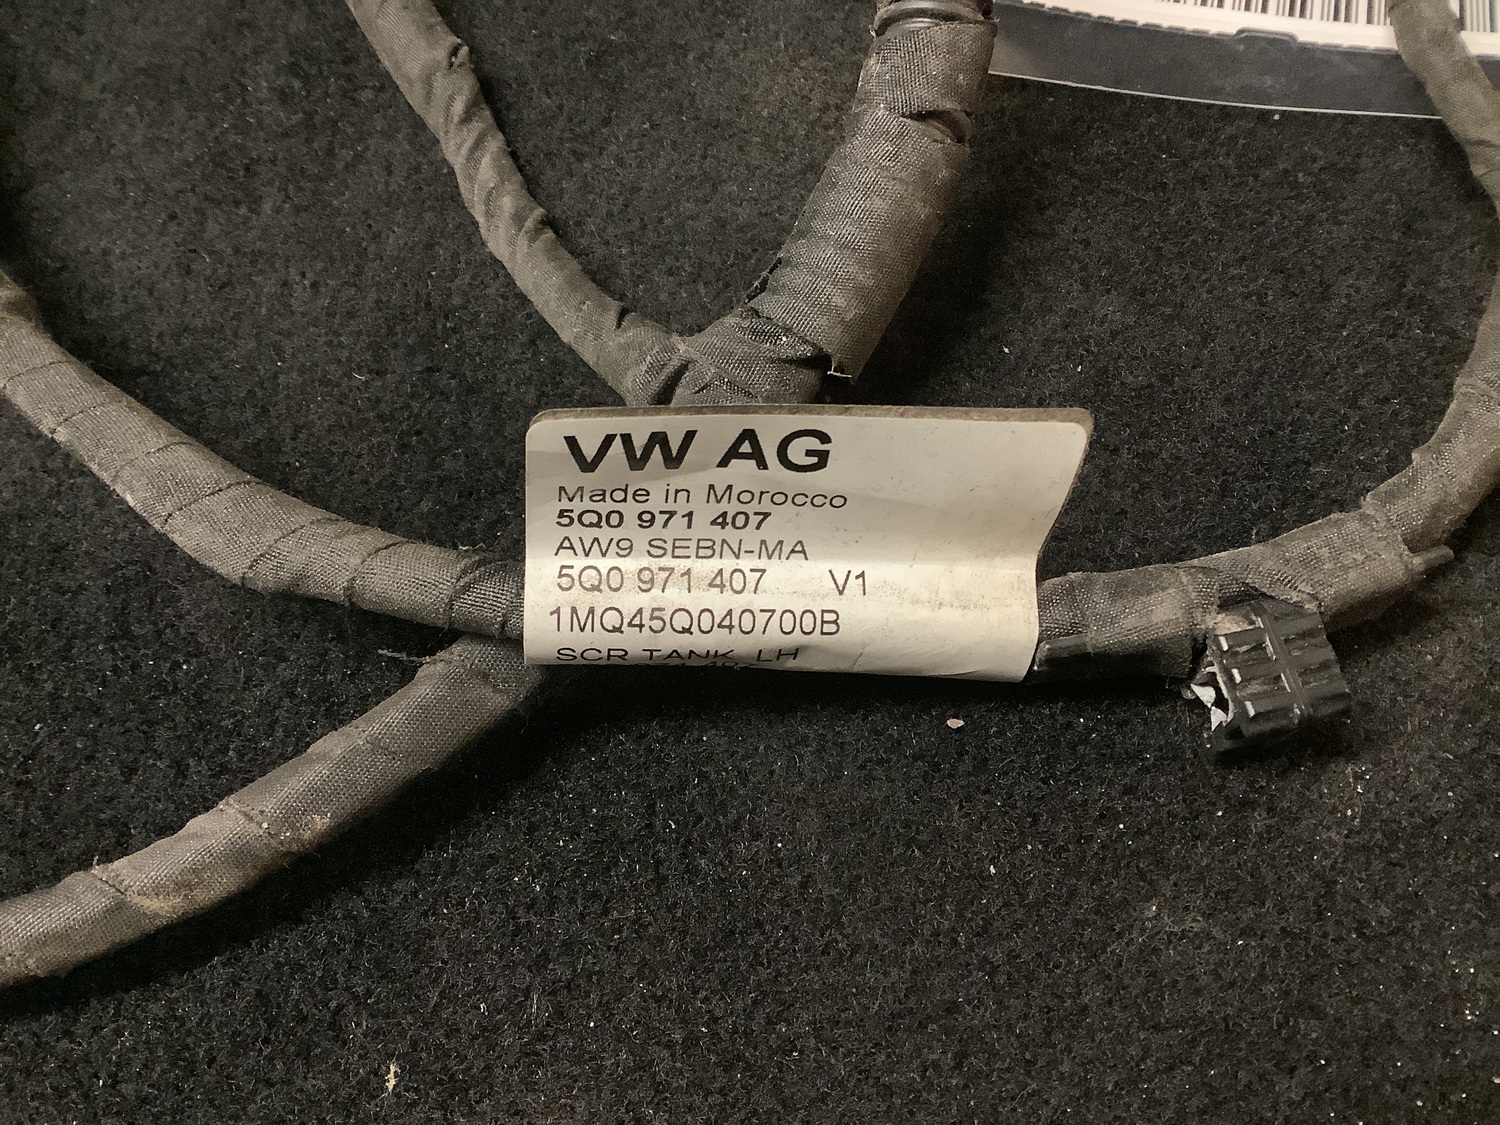 VW AG
Made in Morocco
5Q0 971 407
AW9 SEBN-MA
5Q0 971 407 V1
1MQ45Q040700B
SCR TANK LH